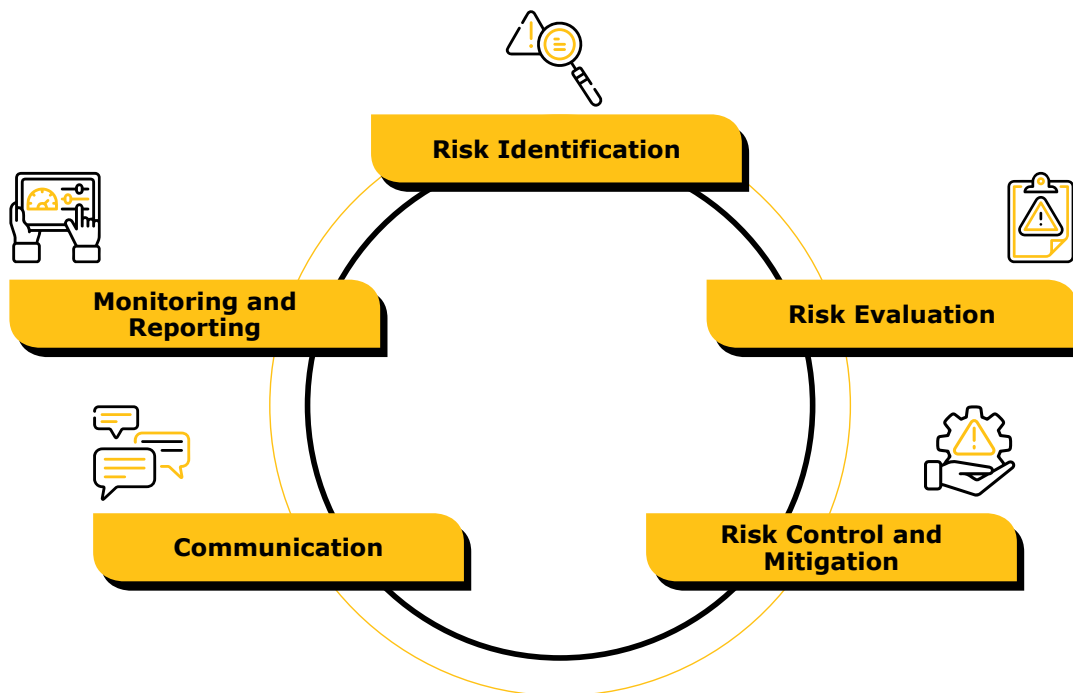 Risk Identification
Risk Evaluation
Risk Control and
Mitigation
Communication
Monitoring and
Reporting